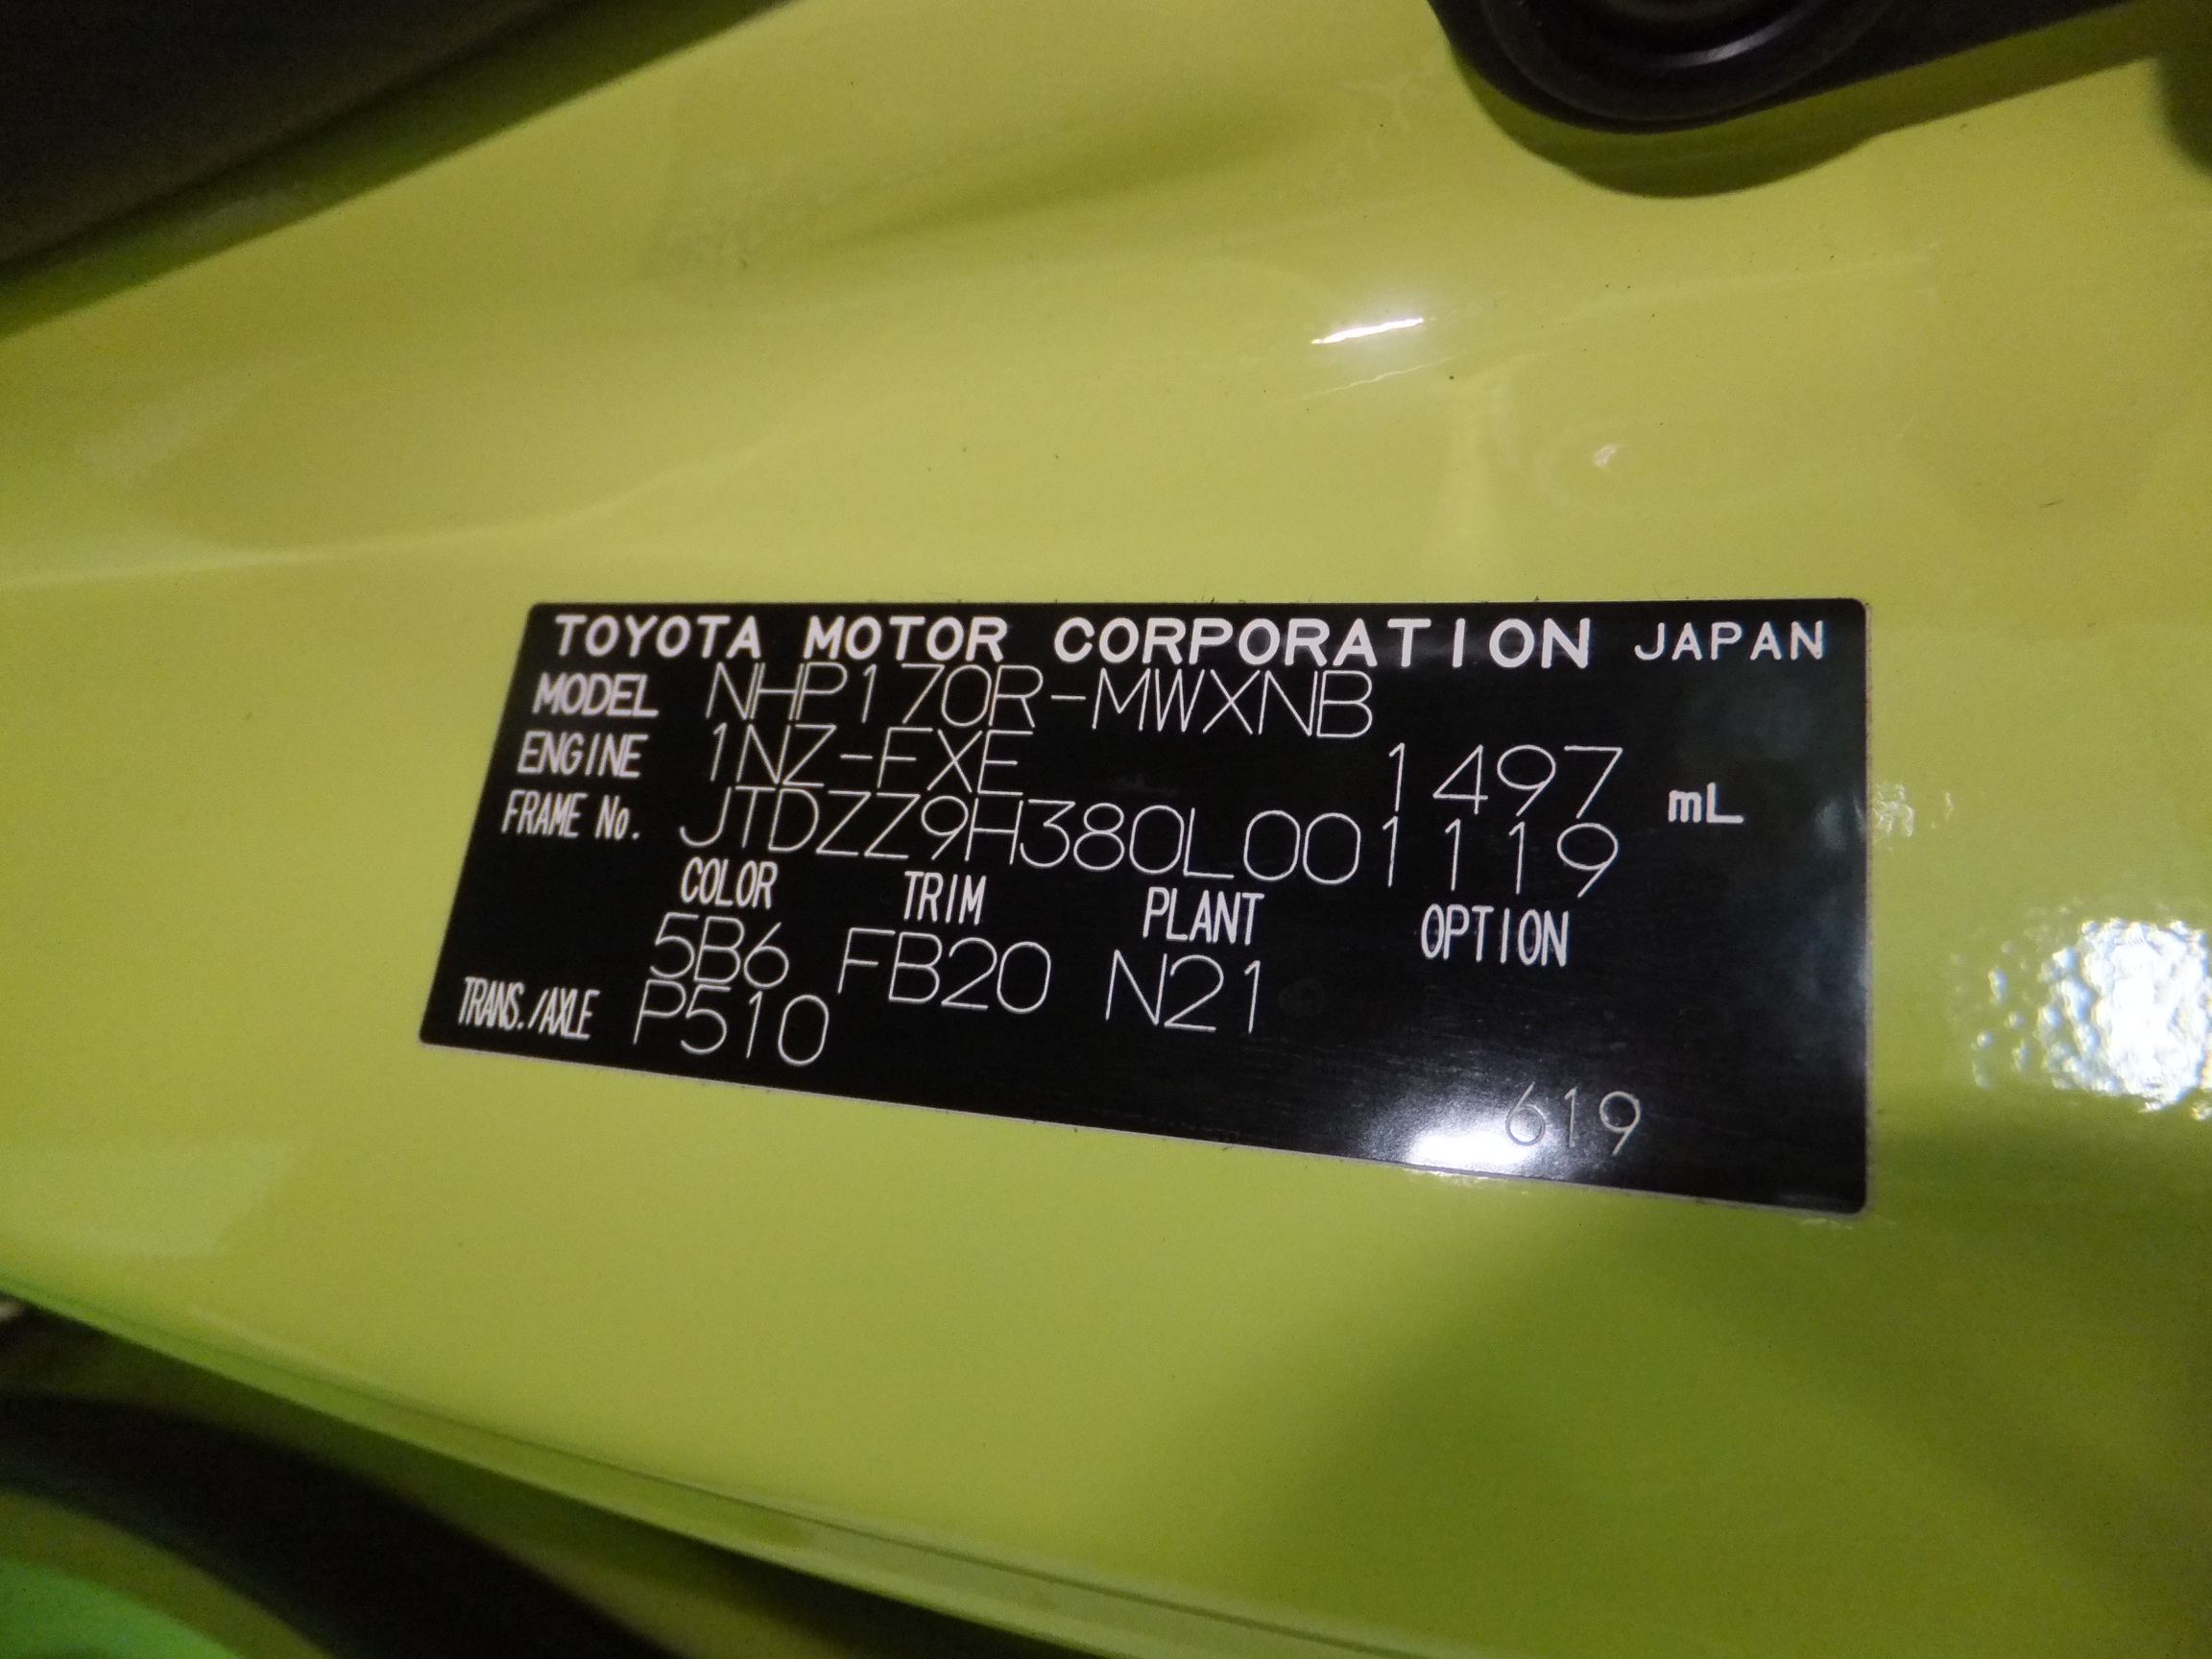 TOYOTA MOTOR CORPORATION JAPAN
MODEL NHP170R-MWXNB
ENGINE 1NZ-FXE 1497 mL
FRAME No. JTDZZ9H380L001119
COLOR TRIM PLANT OPTION
5B6 FB20 N21
TRANS./AXLE P510
619